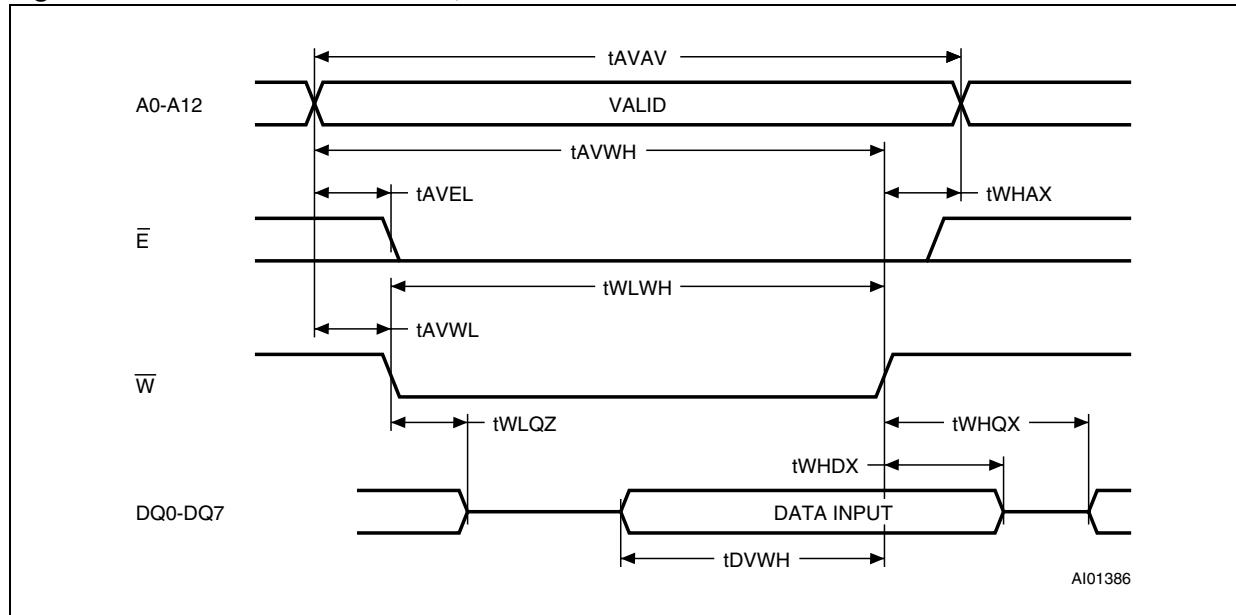 tAVAV
A0-A12
VALID
tAVWH
tAVEL
tWHAX
E̅
tWLWH
tAVWL
W̅
tWLQZ
tWHQX
tWHDX
DQ0-DQ7
DATA INPUT
tDVWH
AI01386